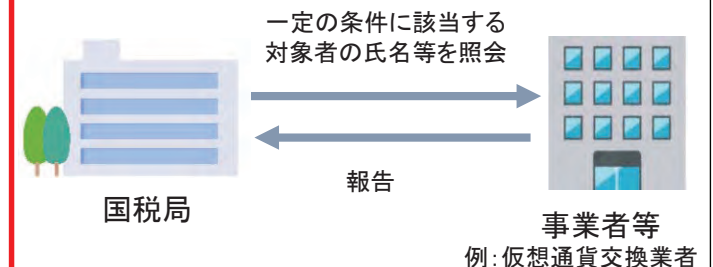 一定の条件に該当する
対象者の氏名等を照会
報告
国税局
事業者等
例：仮想通貨交換業者